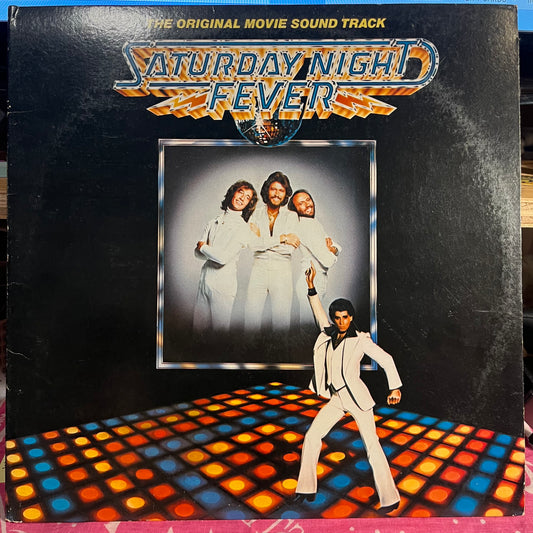 THE ORIGINAL MOVIE SOUND TRACK
SATURDAY NIGHT
FEVER